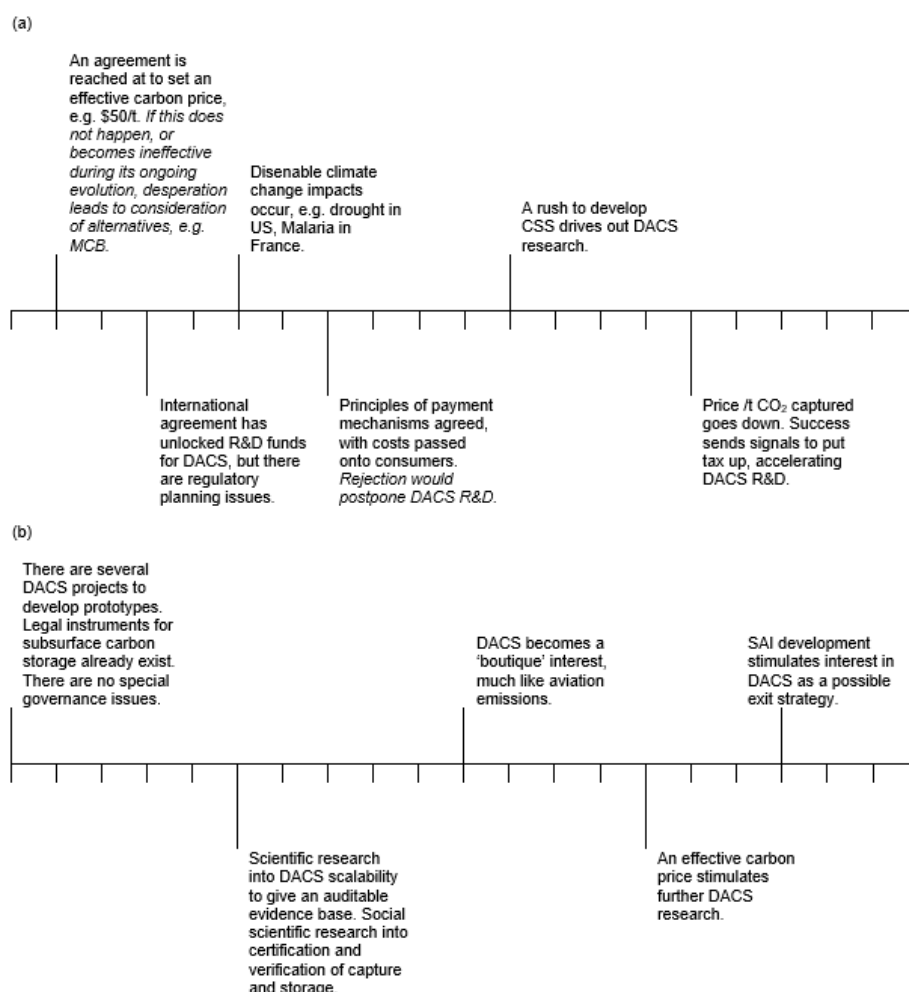 (a)
An agreement is
reached at to set an
effective carbon price,
e.g. $50/t. If this does
not happen, or
becomes ineffective
during its ongoing
evolution, desperation
leads to consideration
of alternatives, e.g.
MCB.
Disenable climate
change impacts
occur, e.g. drought in
US, Malaria in
France.
A rush to develop
CSS drives out DACS
research.
International
agreement has
unlocked R&D funds
for DACS, but there
are regulatory
planning issues.
Principles of payment
mechanisms agreed,
with costs passed
onto consumers.
Rejection would
postpone DACS R&D.
Price /t CO₂ captured
goes down. Success
sends signals to put
tax up, accelerating
DACS R&D.
(b)
There are several
DACS projects to
develop prototypes.
Legal instruments for
subsurface carbon
storage already exist.
There are no special
governance issues.
DACS becomes a
'boutique' interest,
much like aviation
emissions.
SAI development
stimulates interest in
DACS as a possible
exit strategy.
Scientific research
into DACS scalability
to give an auditable
evidence base. Social
scientific research into
certification and
verification of capture
and storage.
An effective carbon
price stimulates
further DACS
research.